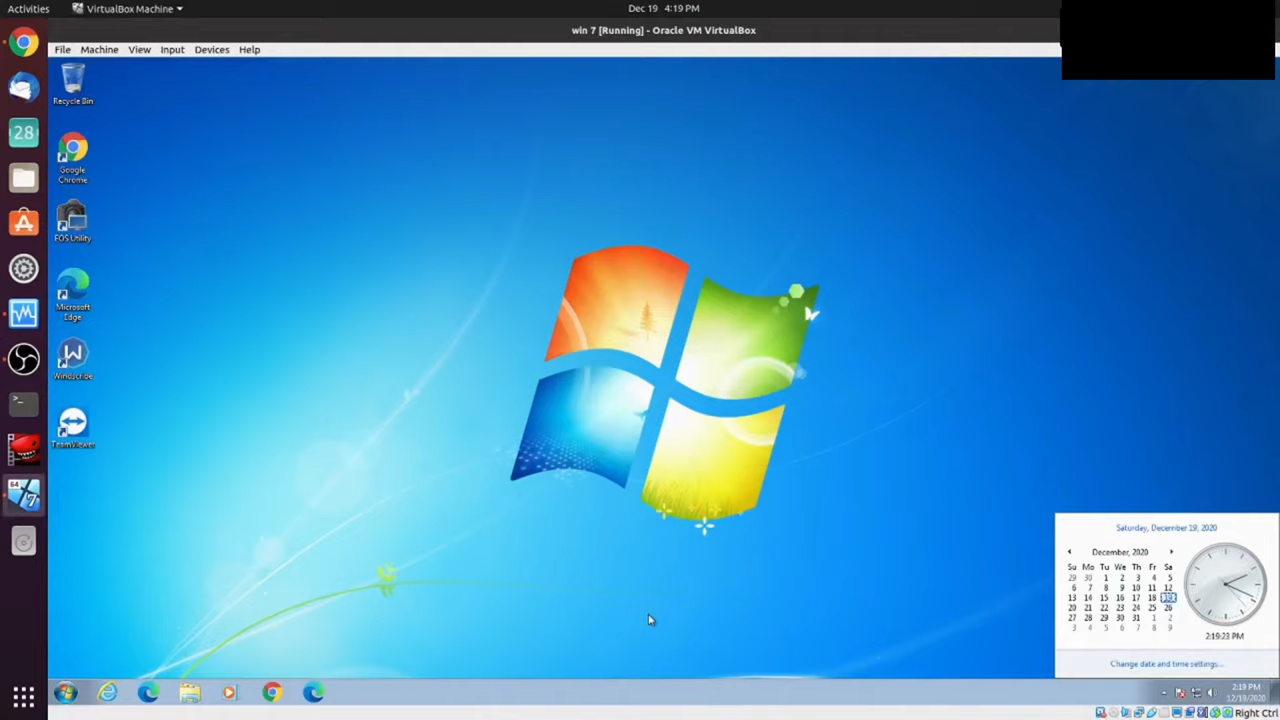 Activities
VirtualBox Machine
Dec 19 4:19 PM
win 7 [Running] - Oracle VM VirtualBox
File Machine View Input Devices Help
Recycle Bin
28
Google
Chrome
EOS Utility
Microsoft
Edge
Windscribe
TeamViewer
64
7
Saturday, December 19, 2020
December, 2020
Su Mo Tu We Th Fr Sa
29 30 1 2 3 4 5
6 7 8 9 10 11 12
13 14 15 16 17 18 19
20 21 22 23 24 25 26
27 28 29 30 31 1 2
3 4 5 6 7 8 9
2:19:23 PM
Change date and time settings...
2:19 PM
12/19/2020
Right Ctrl